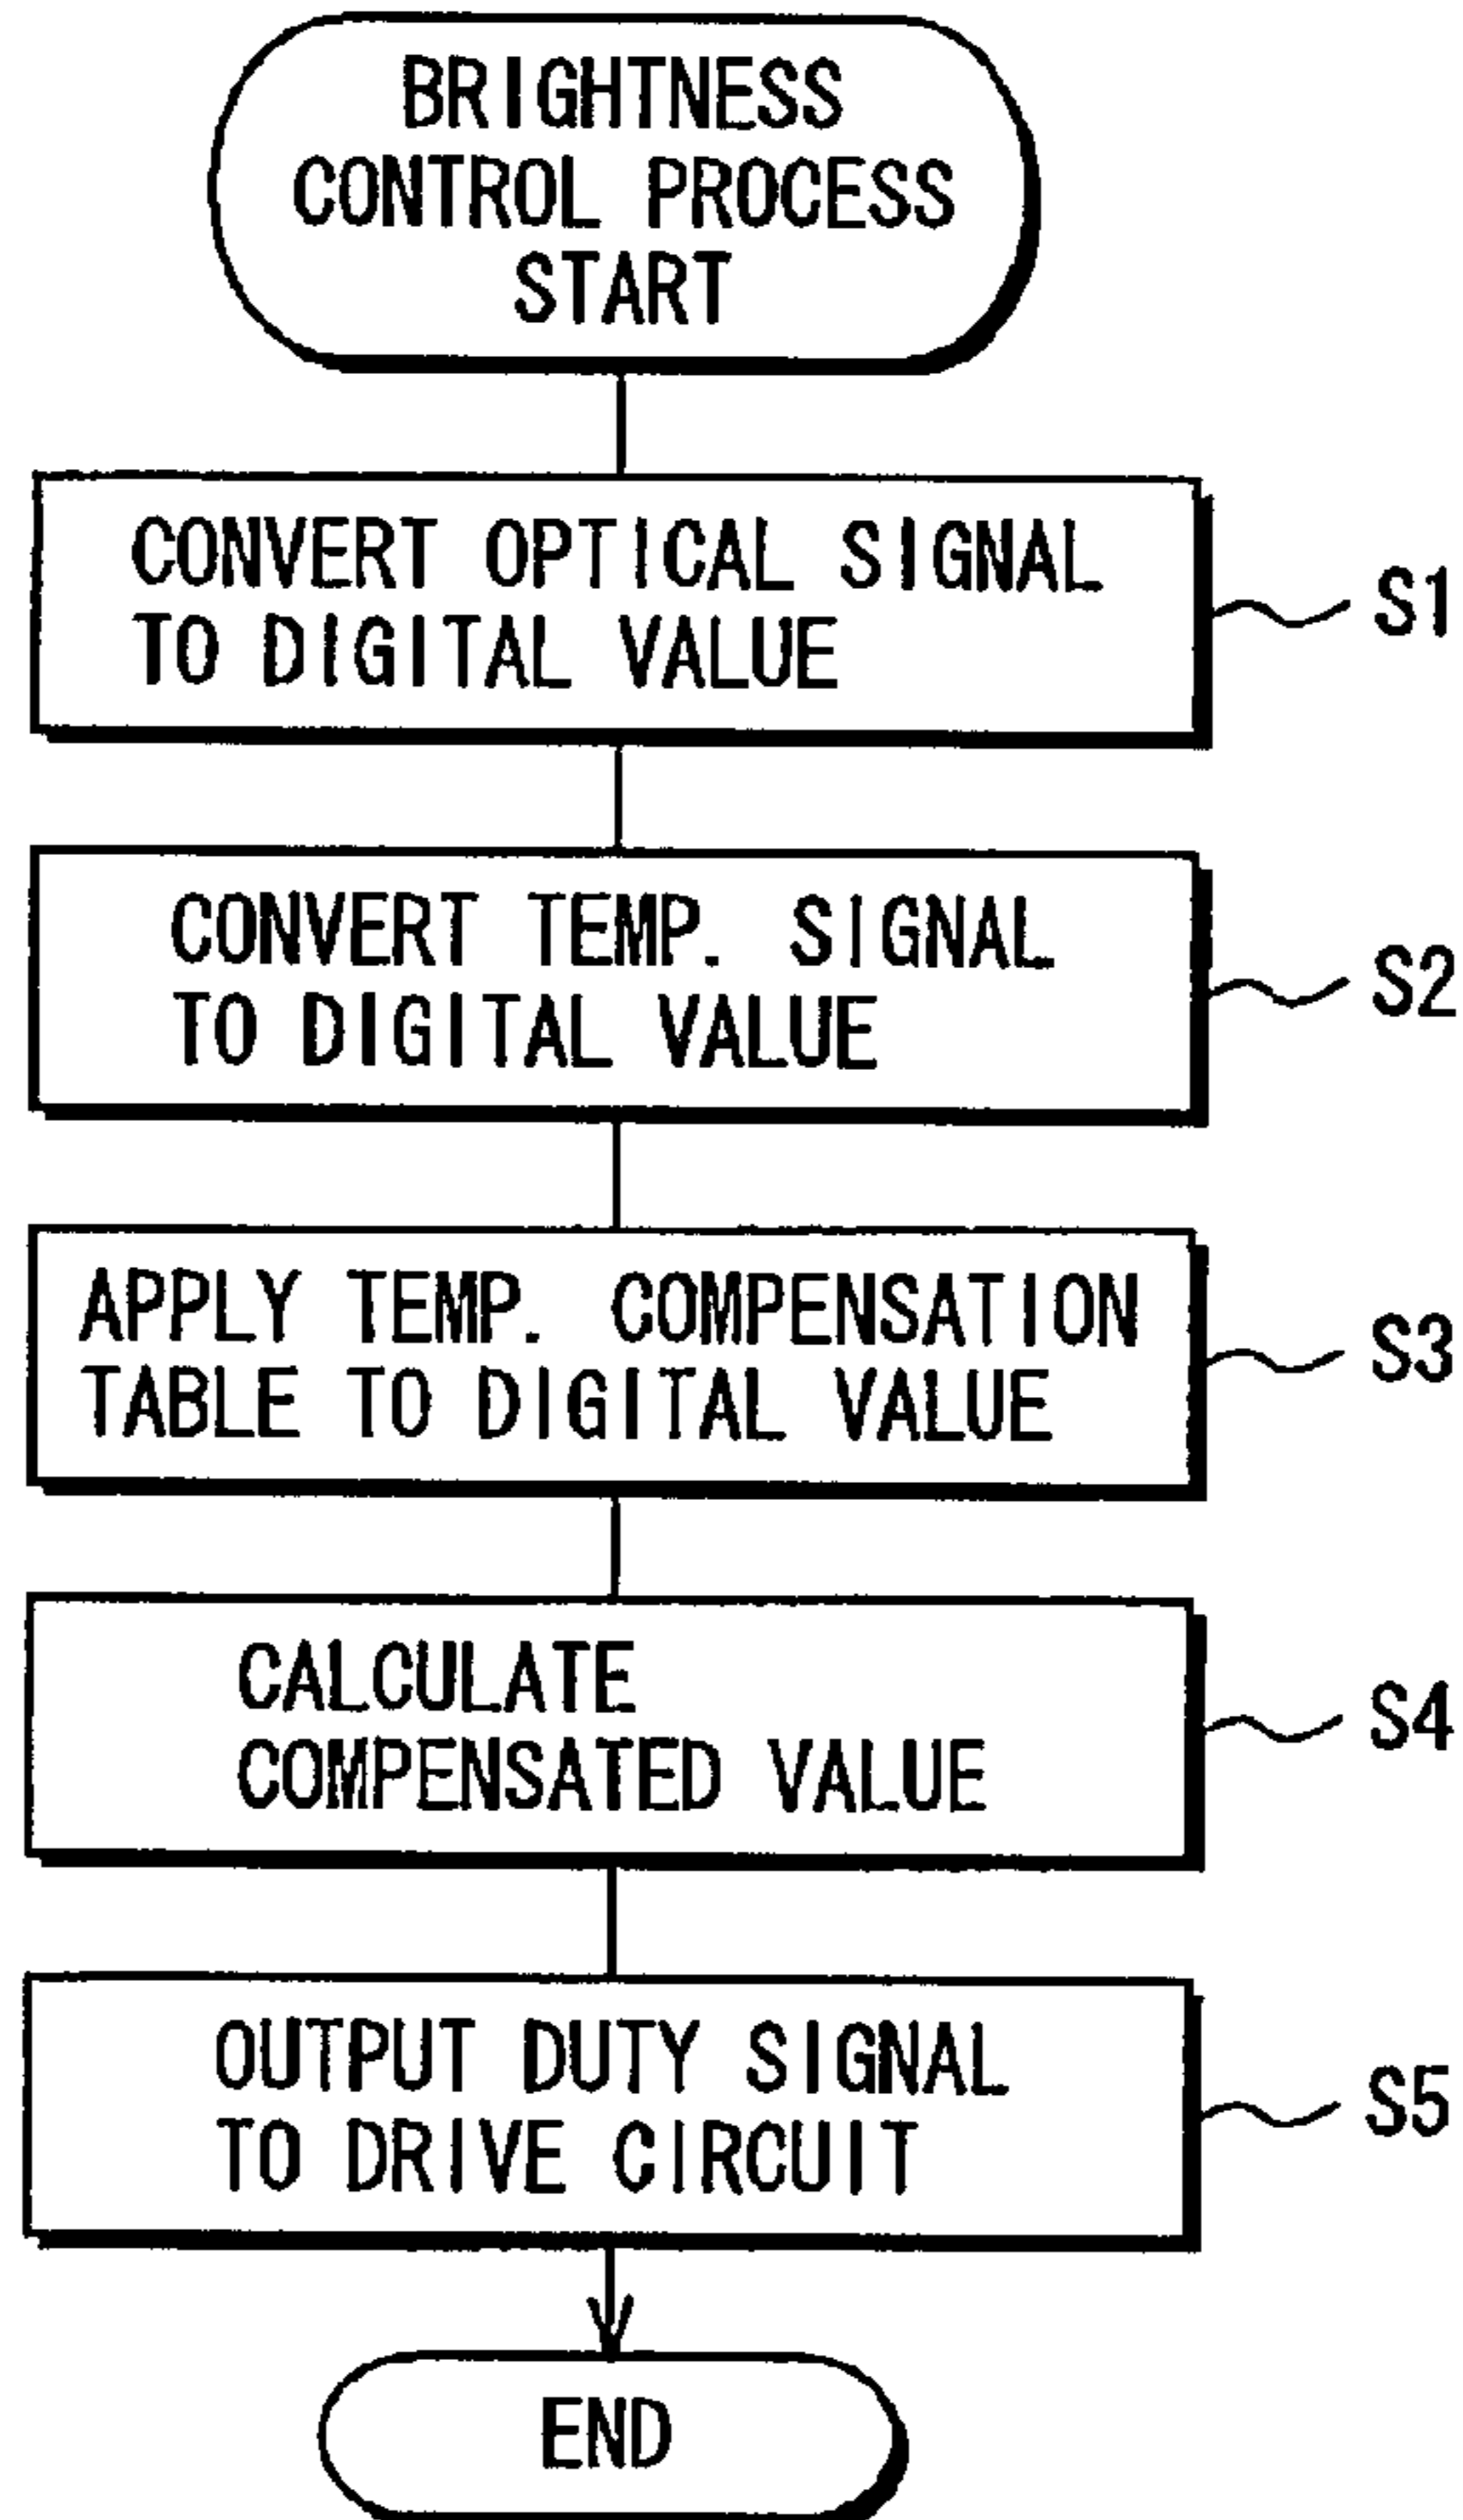 BRIGHTNESS
CONTROL PROCESS
START
CONVERT OPTICAL SIGNAL
TO DIGITAL VALUE
S1
CONVERT TEMP. SIGNAL
TO DIGITAL VALUE
S2
APPLY TEMP. COMPENSATION
TABLE TO DIGITAL VALUE
S3
CALCULATE
COMPENSATED VALUE
S4
OUTPUT DUTY SIGNAL
TO DRIVE CIRCUIT
S5
END